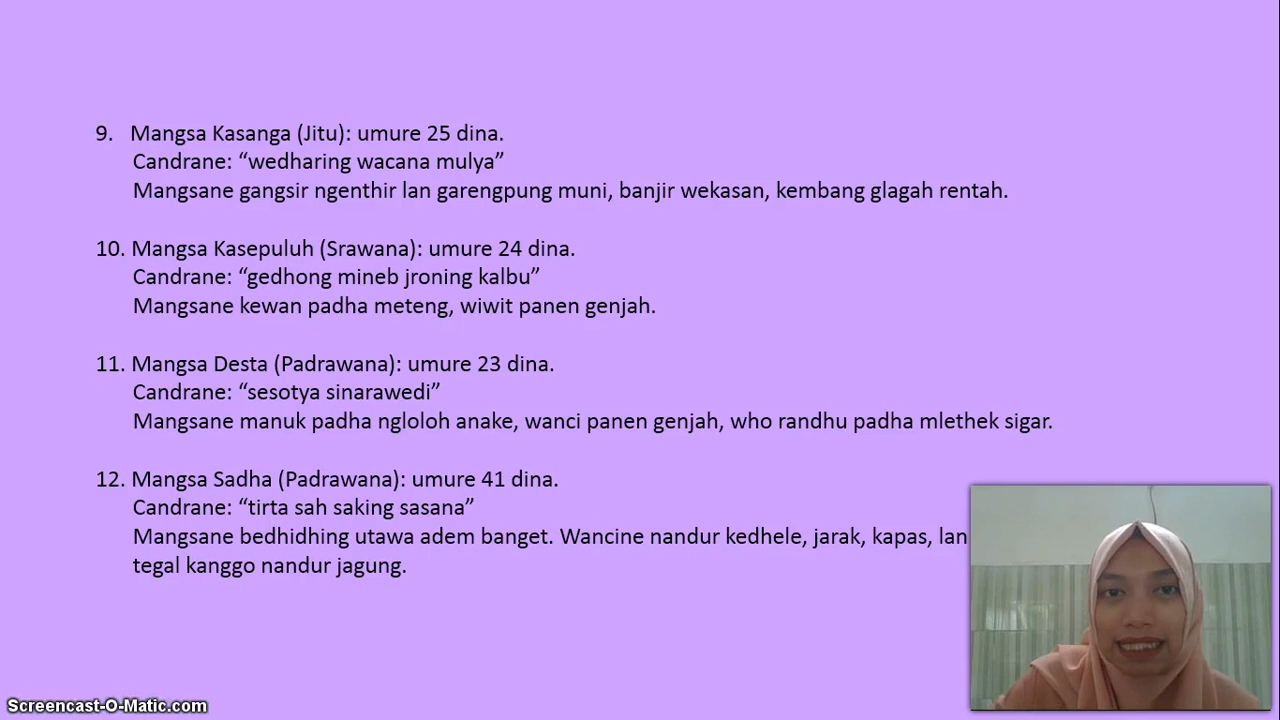 9. Mangsa Kasanga (Jitu): umure 25 dina.
Candrane: “wedharing wacana mulya”
Mangsane gangsir ngenthir lan garengpung muni, banjir wekasan, kembang glagah rentah.
10. Mangsa Kasepuluh (Srawana): umure 24 dina.
Candrane: “gedhong mineb jroning kalbu”
Mangsane kewan padha meteng, wiwit panen genjah.
11. Mangsa Desta (Padrawana): umure 23 dina.
Candrane: “sesotya sinarawedi”
Mangsane manuk padha ngloloh anake, wanci panen genjah, who randhu padha mlethek sigar.
12. Mangsa Sadha (Padrawana): umure 41 dina.
Candrane: “tirta sah saking sasana”
Mangsane bedhidhing utawa adem banget. Wancine nandur kedhele, jarak, kapas, lan
tegal kanggo nandur jagung.
Screencast-O-Matic.com